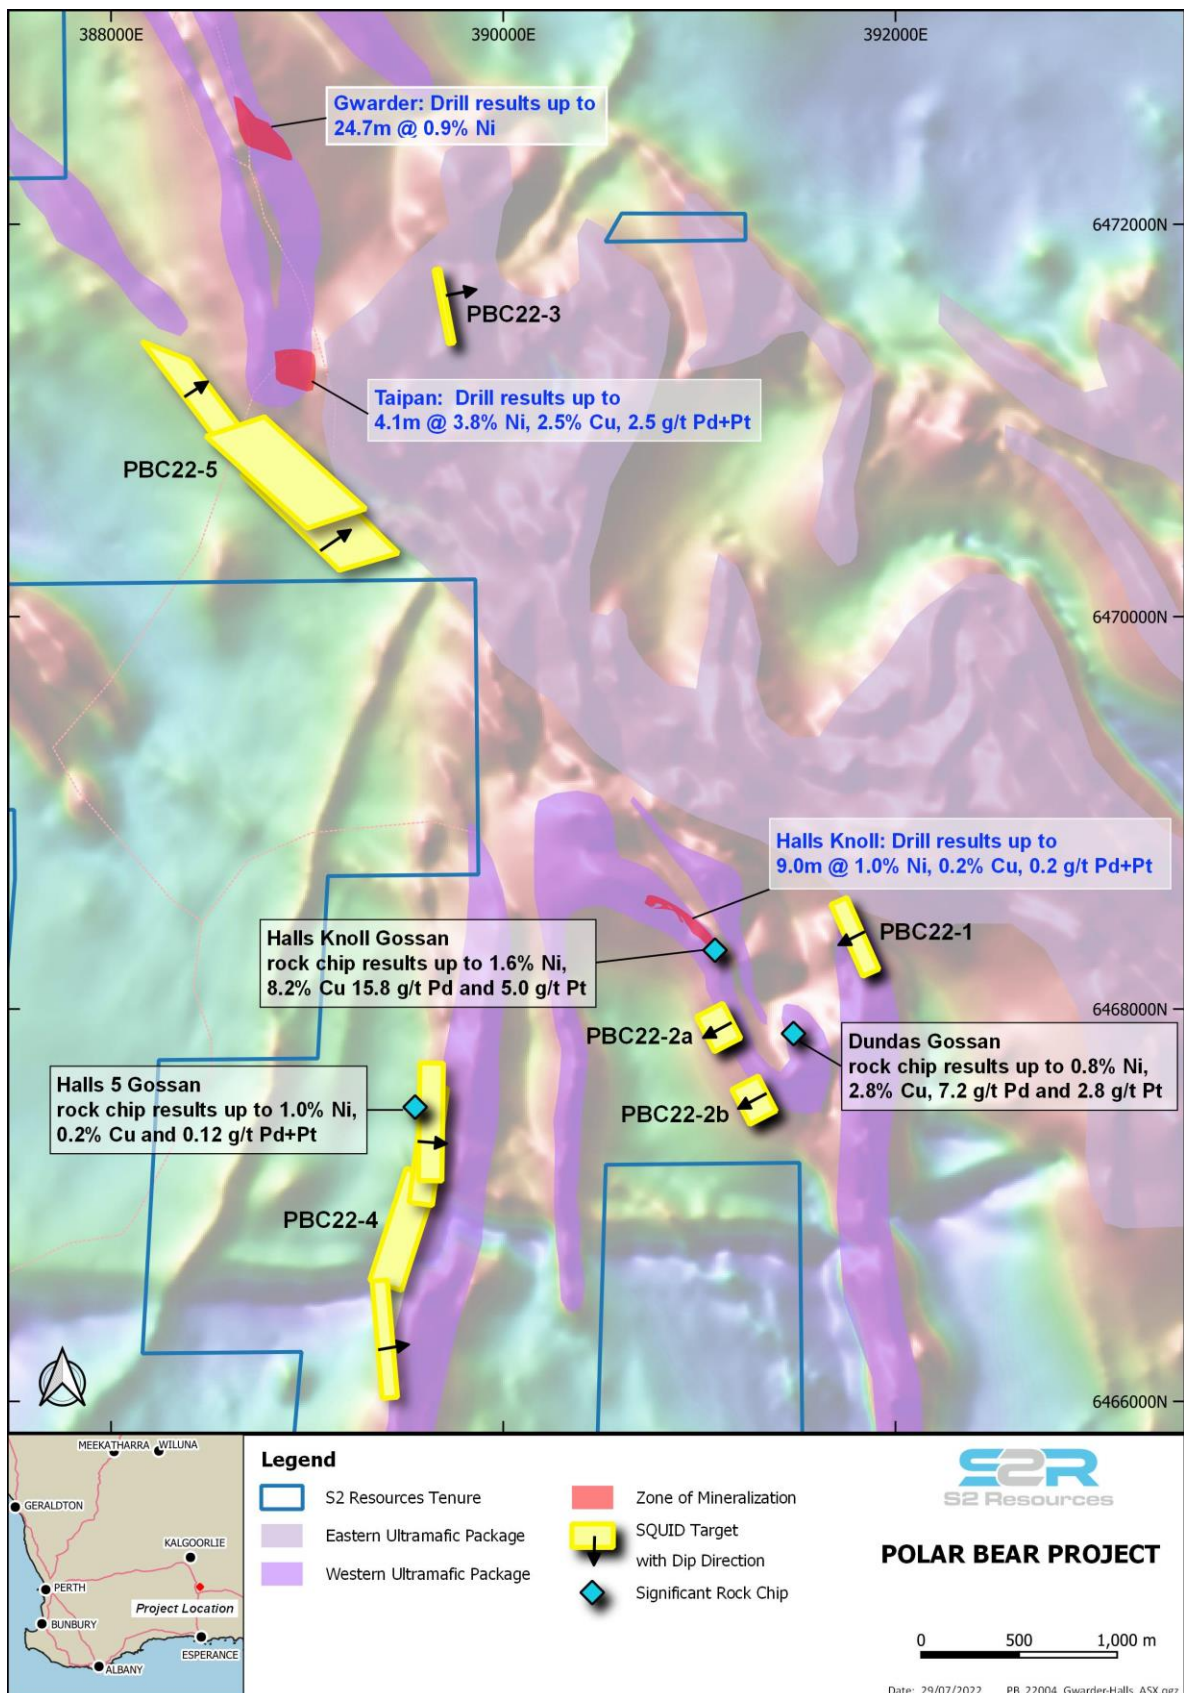 388000E
390000E
392000E
Gwarder: Drill results up to
24.7m @ 0.9% Ni
6472000N
PBC22-3
Taipan:  Drill results up to
4.1m @ 3.8% Ni, 2.5% Cu, 2.5 g/t Pd+Pt
PBC22-5
6470000N
Halls Knoll: Drill results up to
9.0m @ 1.0% Ni, 0.2% Cu, 0.2 g/t Pd+Pt
Halls Knoll Gossan
rock chip results up to 1.6% Ni,
8.2% Cu 15.8 g/t Pd and 5.0 g/t Pt
PBC22-1
6468000N
PBC22-2a
Dundas Gossan
rock chip results up to 0.8% Ni,
2.8% Cu, 7.2 g/t Pd and 2.8 g/t Pt
Halls 5 Gossan
rock chip results up to 1.0% Ni,
0.2% Cu and 0.12 g/t Pd+Pt
PBC22-2b
PBC22-4
6466000N
MEEKATHARRA
WILUNA
GERALDTON
KALGOORLIE
PERTH
Project Location
BUNBURY
ESPERANCE
ALBANY
Legend
S2 Resources Tenure
Eastern Ultramafic Package
Western Ultramafic Package
Zone of Mineralization
SQUID Target
with Dip Direction
Significant Rock Chip
S2R
S2 Resources
POLAR BEAR PROJECT
0 500 1,000 m
Date: 29/07/2022 PB_22004_Gwarder-Halls_ASX.qgz